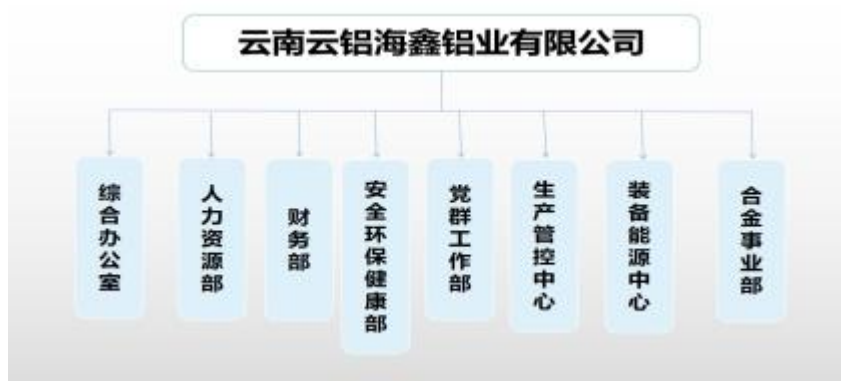 云南云铝海鑫铝业有限公司
综合办公室
人力资源部
财务部
安全环保健康部
党群工作部
生产管控中心
装备能源中心
合金事业部